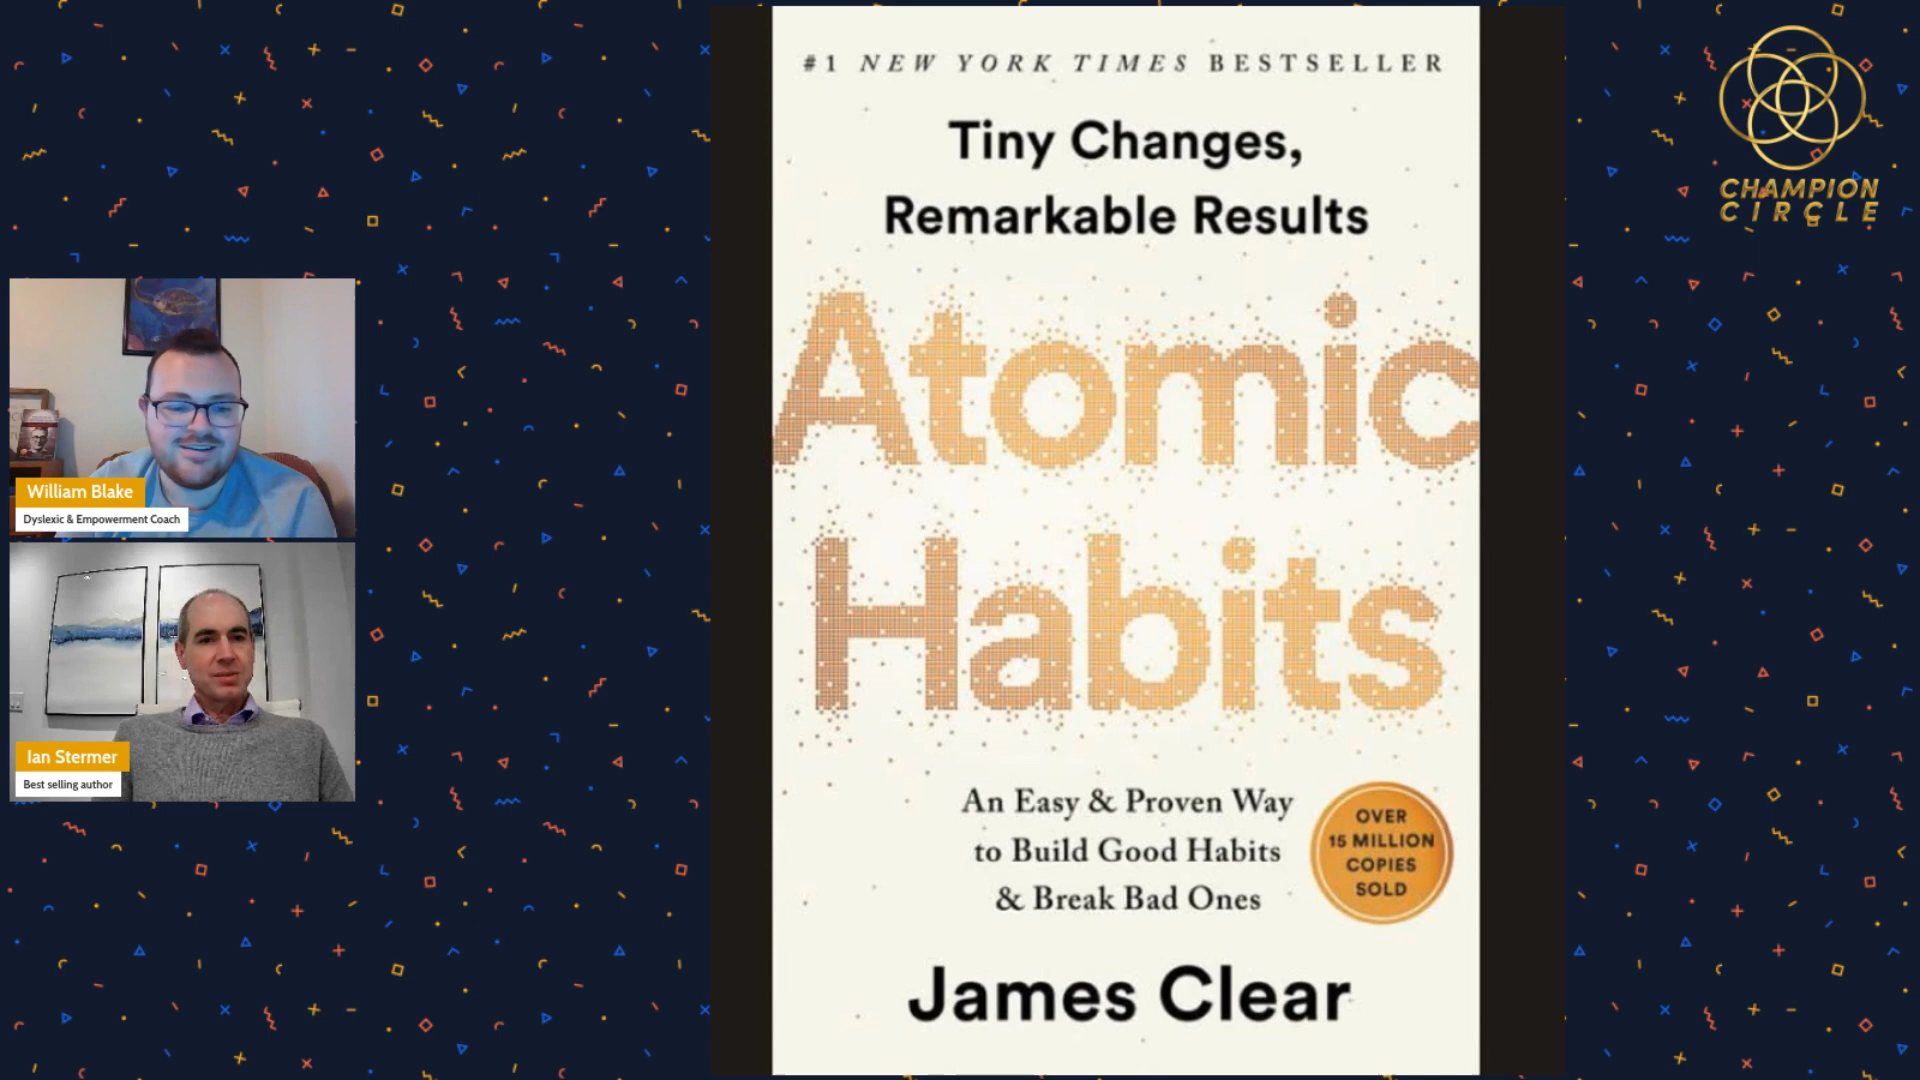 #1 NEW YORK TIMES BESTSELLER
Tiny Changes,
Remarkable Results
Atomic
Habits
An Easy & Proven Way
to Build Good Habits
& Break Bad Ones
OVER
15 MILLION
COPIES
SOLD
James Clear
CHAMPION
CIRCLE
William Blake
Dyslexic & Empowerment Coach
Ian Stermer
Best selling author